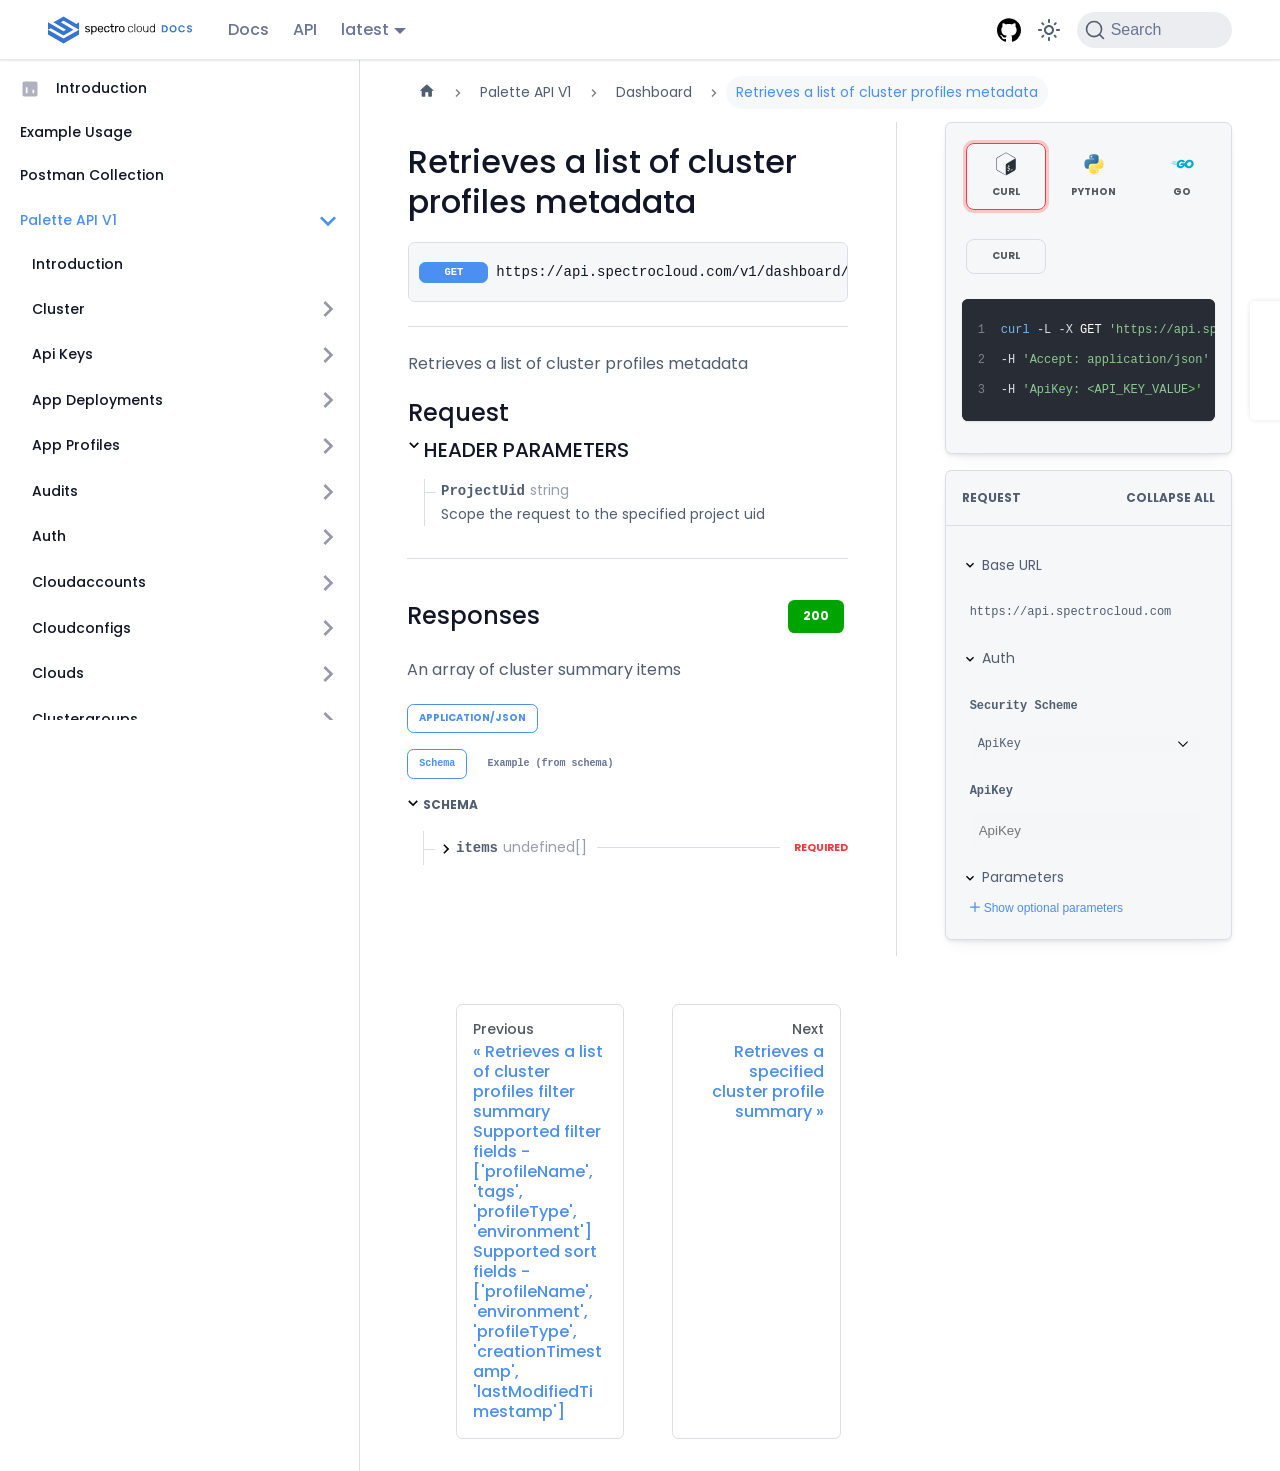 spectro cloud DOCS
Docs
API
latest
Search
Introduction
Example Usage
Postman Collection
Palette API V1
Introduction
Cluster
Api Keys
App Deployments
App Profiles
Audits
Auth
Cloudaccounts
Cloudconfigs
Clouds
Clustergroups
Palette API V1
Dashboard
Retrieves a list of cluster profiles metadata
Retrieves a list of cluster
profiles metadata
GET https://api.spectrocloud.com/v1/dashboard/
Retrieves a list of cluster profiles metadata
Request
HEADER PARAMETERS
ProjectUid string
Scope the request to the specified project uid
Responses
200
An array of cluster summary items
APPLICATION/JSON
Schema
Example (from schema)
SCHEMA
items undefined[]
REQUIRED
CURL
PYTHON
GO
CURL
1 curl -L -X GET 'https://api.sp
2 -H 'Accept: application/json'
3 -H 'ApiKey: <API_KEY_VALUE>'
REQUEST
COLLAPSE ALL
Base URL
https://api.spectrocloud.com
Auth
Security Scheme
ApiKey
ApiKey
ApiKey
Parameters
Show optional parameters
Previous
« Retrieves a list
of cluster
profiles filter
summary
Supported filter
fields -
['profileName',
'tags',
'profileType',
'environment']
Supported sort
fields -
['profileName',
'environment',
'profileType',
'creationTimest
amp',
'lastModifiedTi
mestamp']
Next
Retrieves a
specified
cluster profile
summary »